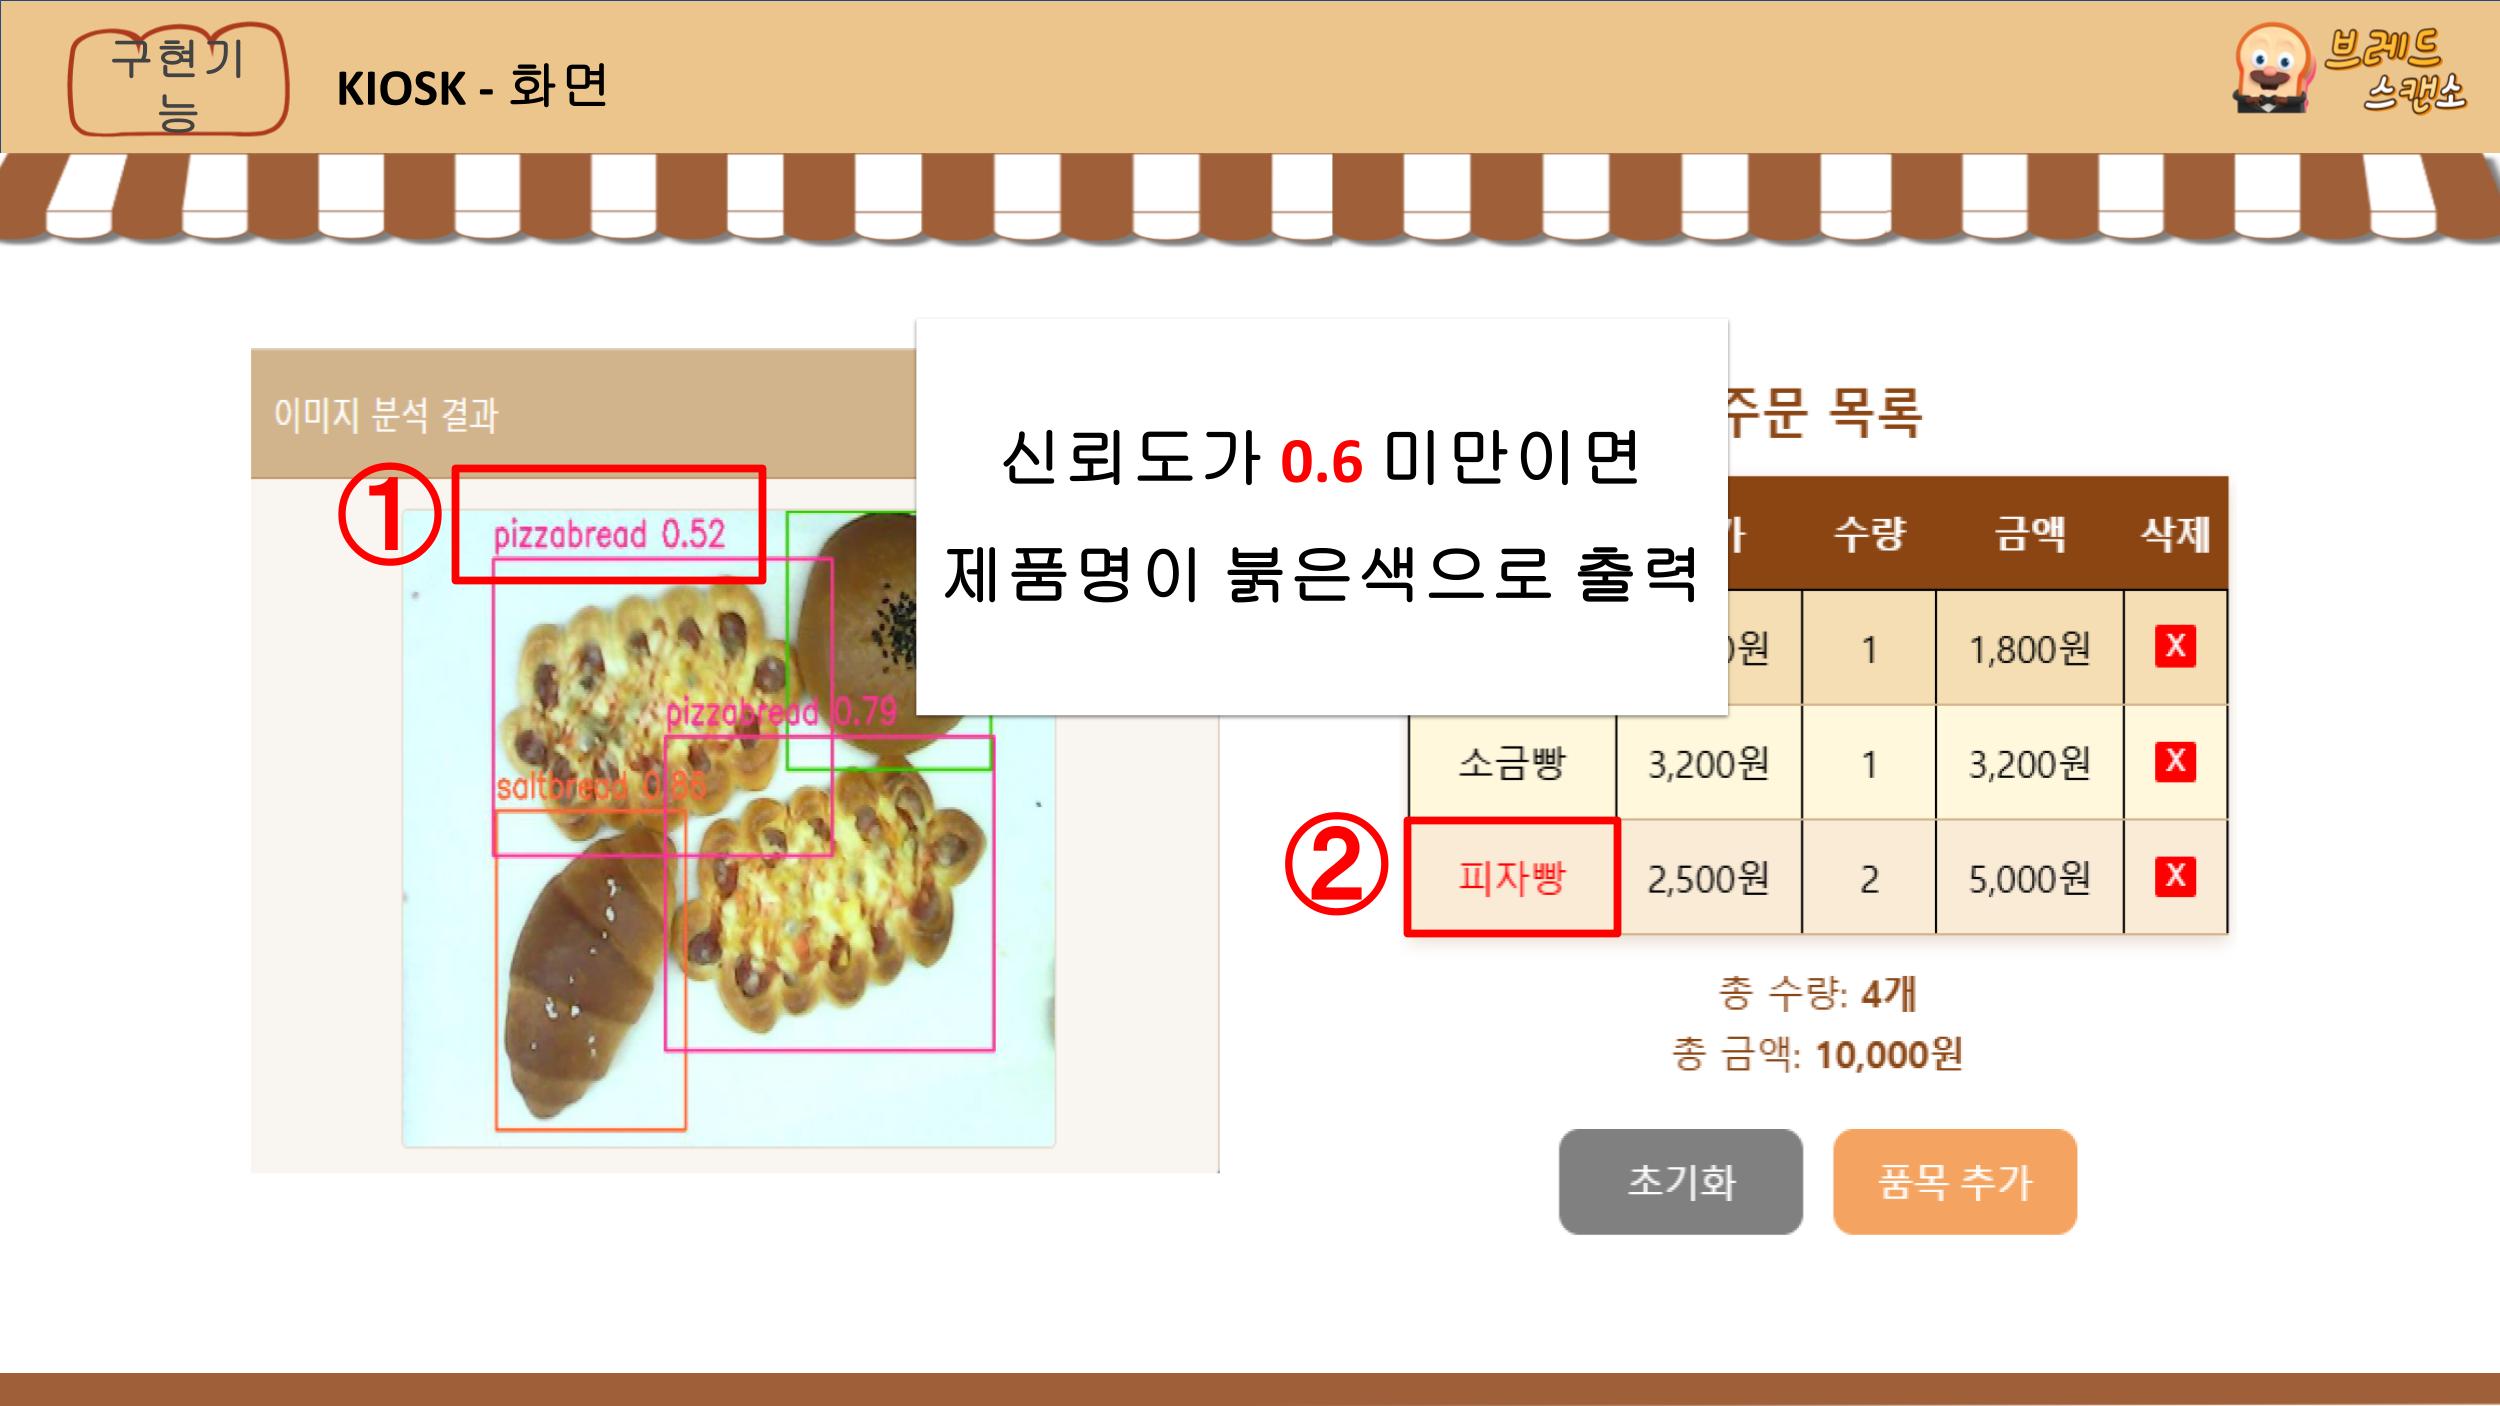 구현기
능
KIOSK - 화면
브레드
스캔소
신뢰도가 0.6 미만이면
제품명이 붉은색으로 출력
이미지 분석 결과
①
pizzabread 0.52
pizzabread 0.79
saltbread 0.86
주문 목록
수량 금액 삭제
원 1 1,800원 X
소금빵 3,200원 1 3,200원 X
②
피자빵 2,500원 2 5,000원 X
총 수량: 4개
총 금액: 10,000원
초기화 품목 추가